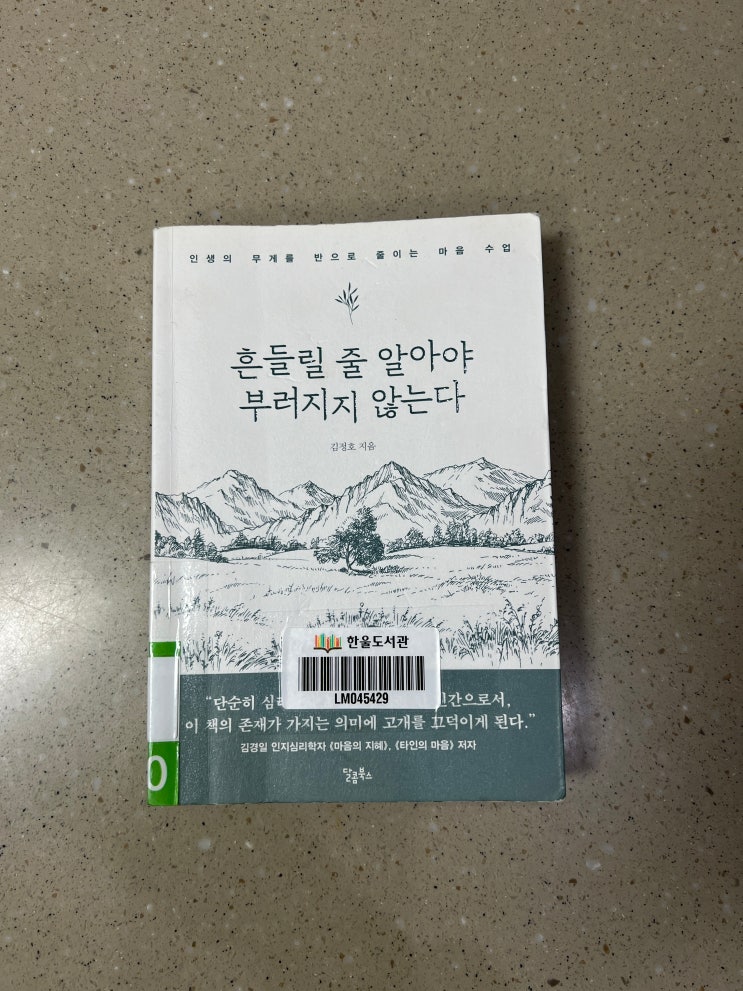 인생의 무게를 반으로 줄이는 마음 수업
흔들릴 줄 알아야
부러지지 않는다
김정호 지음
한울도서관
LM045429
“단순히 인간으로서,
이 책의 존재가 가지는 의미에 고개를 끄덕이게 된다.”
김경일 인지심리학자 《마음의 지혜》, 《타인의 마음》 저자
달콤북스
0